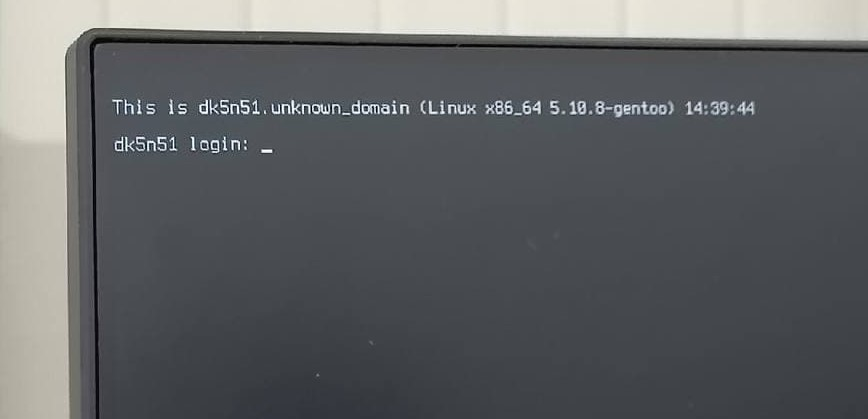 This is dk5n51.unknown_domain (Linux x86_64 5.10.8-gentoo) 14:39:44
dk5n51 login: _